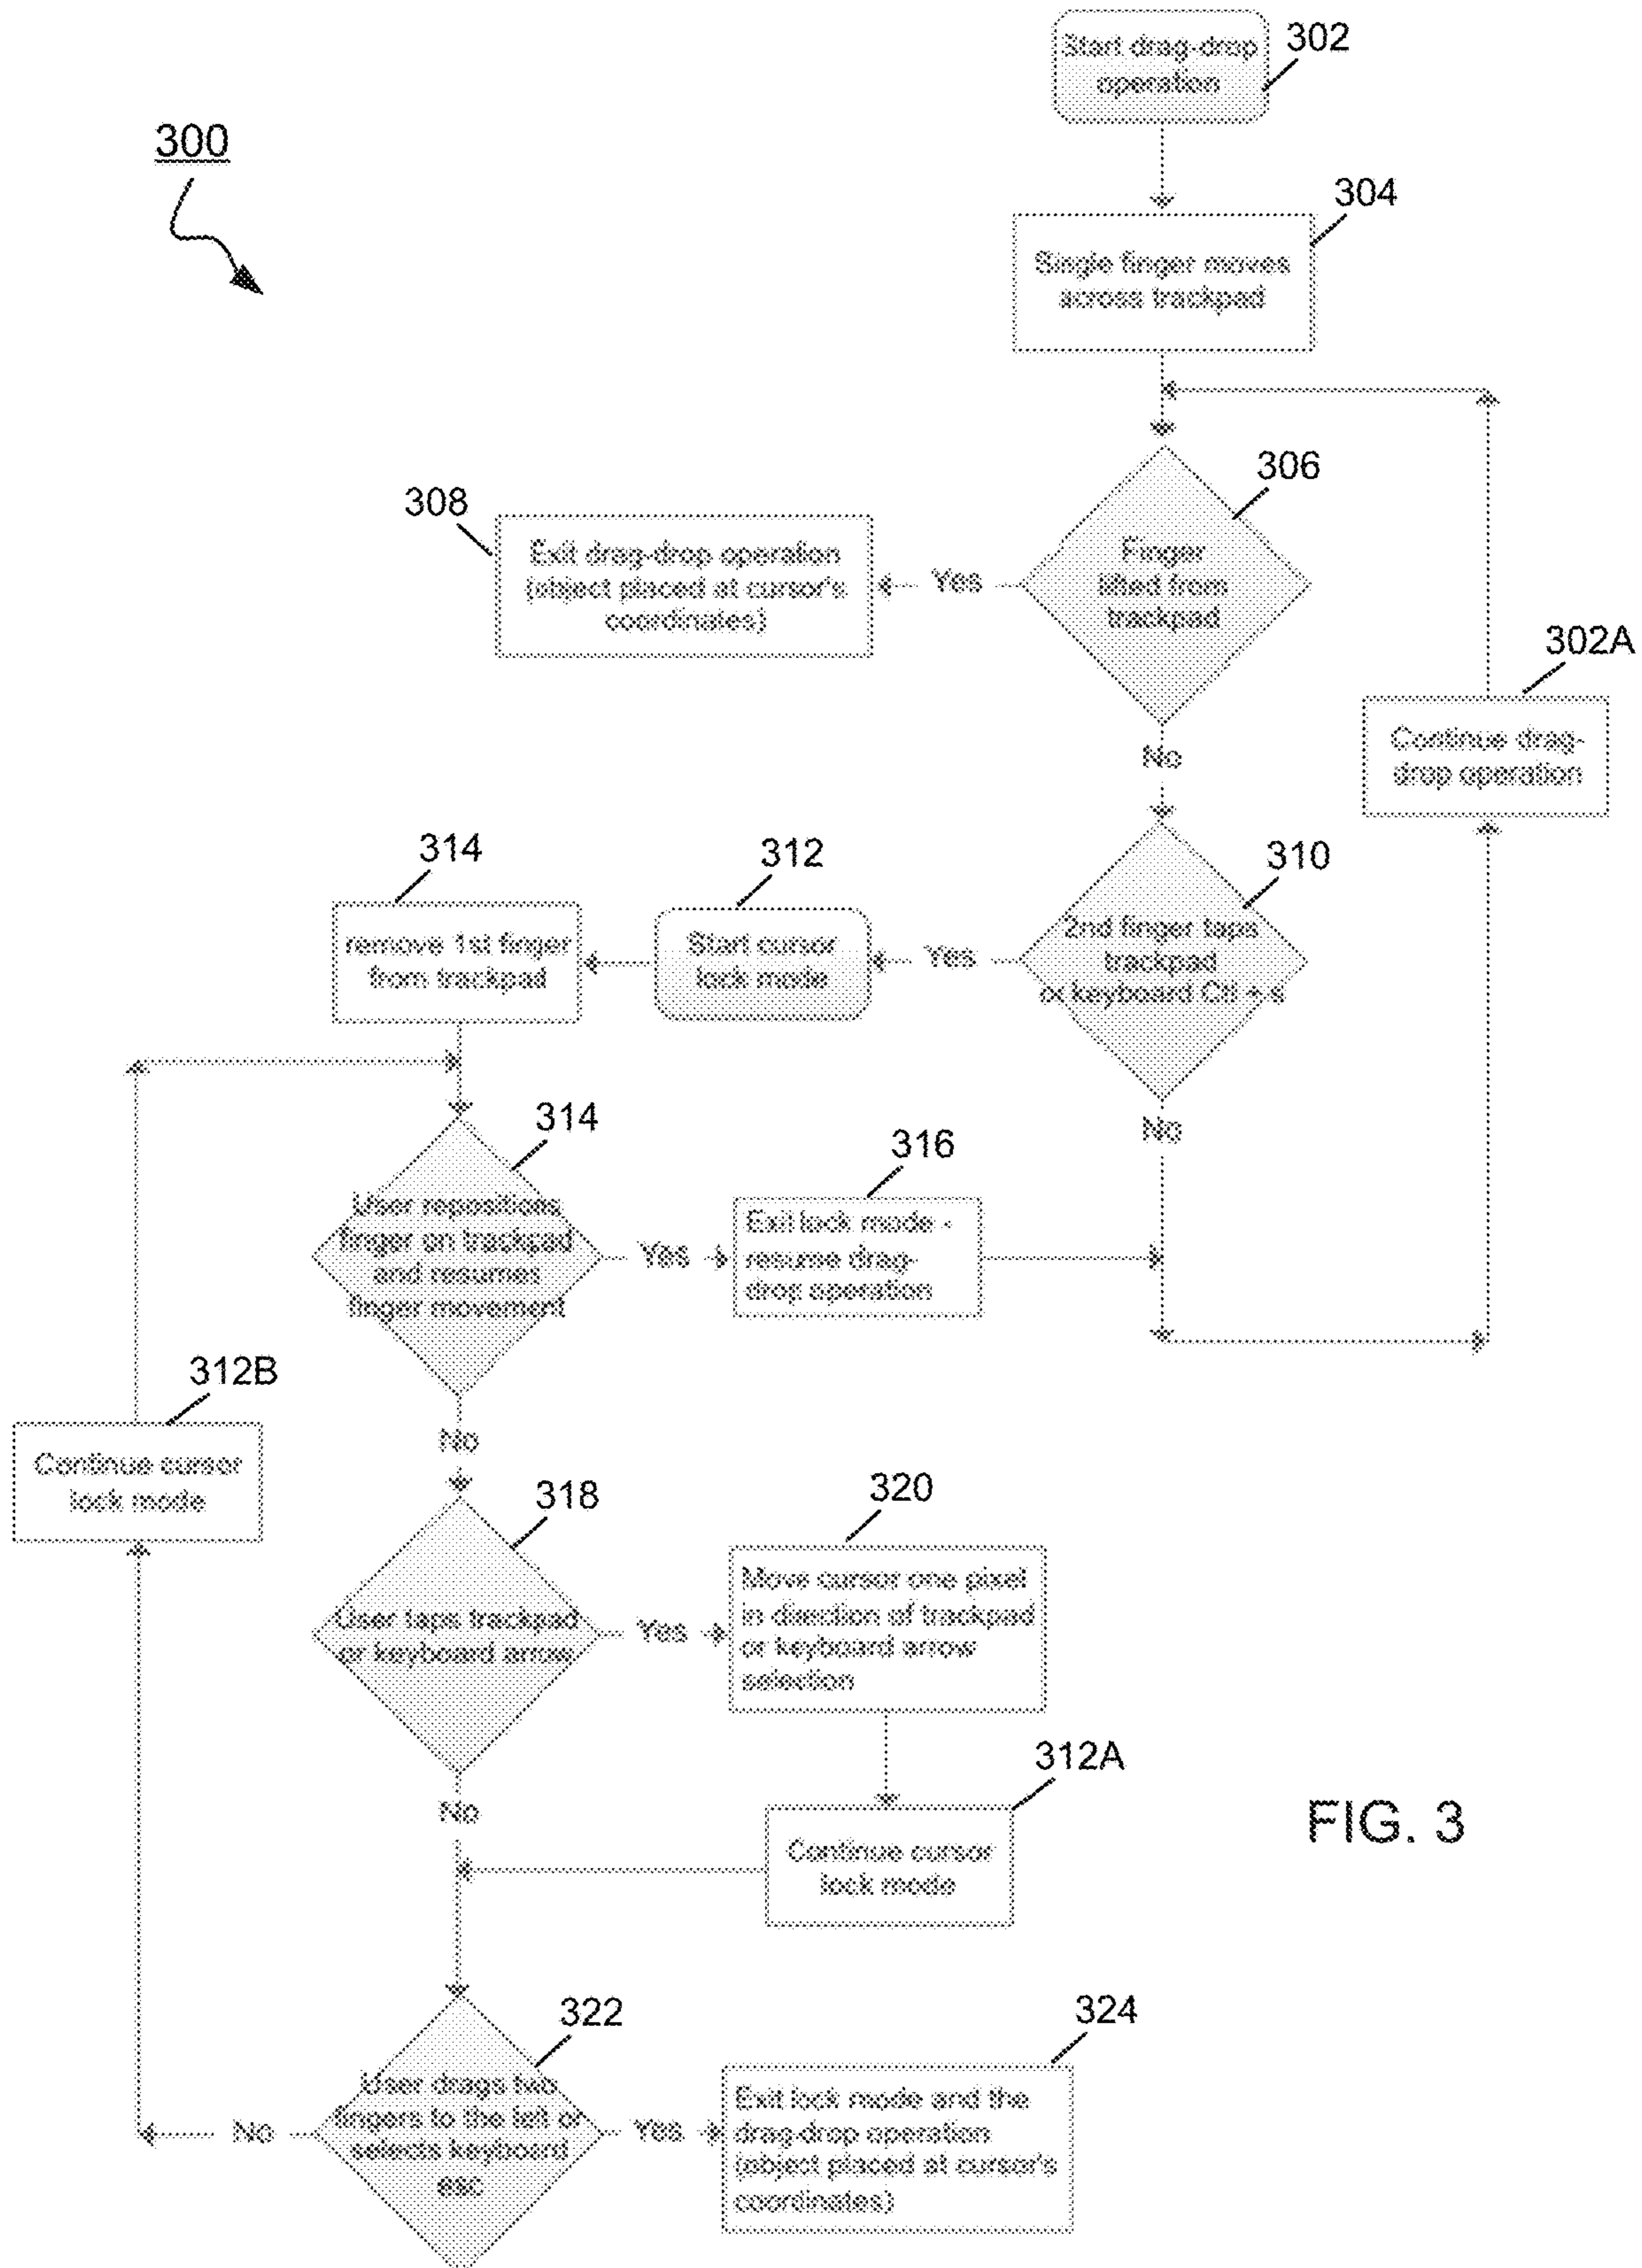 302
Start drag-drop
operation
300
304
Single finger moves
across trackpad
306
308
Finger
lifted from
trackpad
Yes
Exit drag-drop operation
(object placed at cursor's
coordinates)
302A
Continue drag-
drop operation
No
310
2nd finger taps
trackpad
or keyboard Ctl + s
Yes
312
Start cursor
lock mode
314
remove 1st finger
from trackpad
No
314
User repositions
finger on trackpad
and resumes
finger movement
Yes
316
Exit lock mode -
resume drag-
drop operation
312B
Continue cursor
lock mode
No
318
User taps trackpad
or keyboard arrow
Yes
320
Move cursor one pixel
in direction of trackpad
or keyboard arrow
selection
312A
Continue cursor
lock mode
No
FIG. 3
322
User drags two
fingers to the left or
selects keyboard
esc
No
Yes
324
Exit lock mode and the
drag-drop operation
(object placed at cursor's
coordinates)